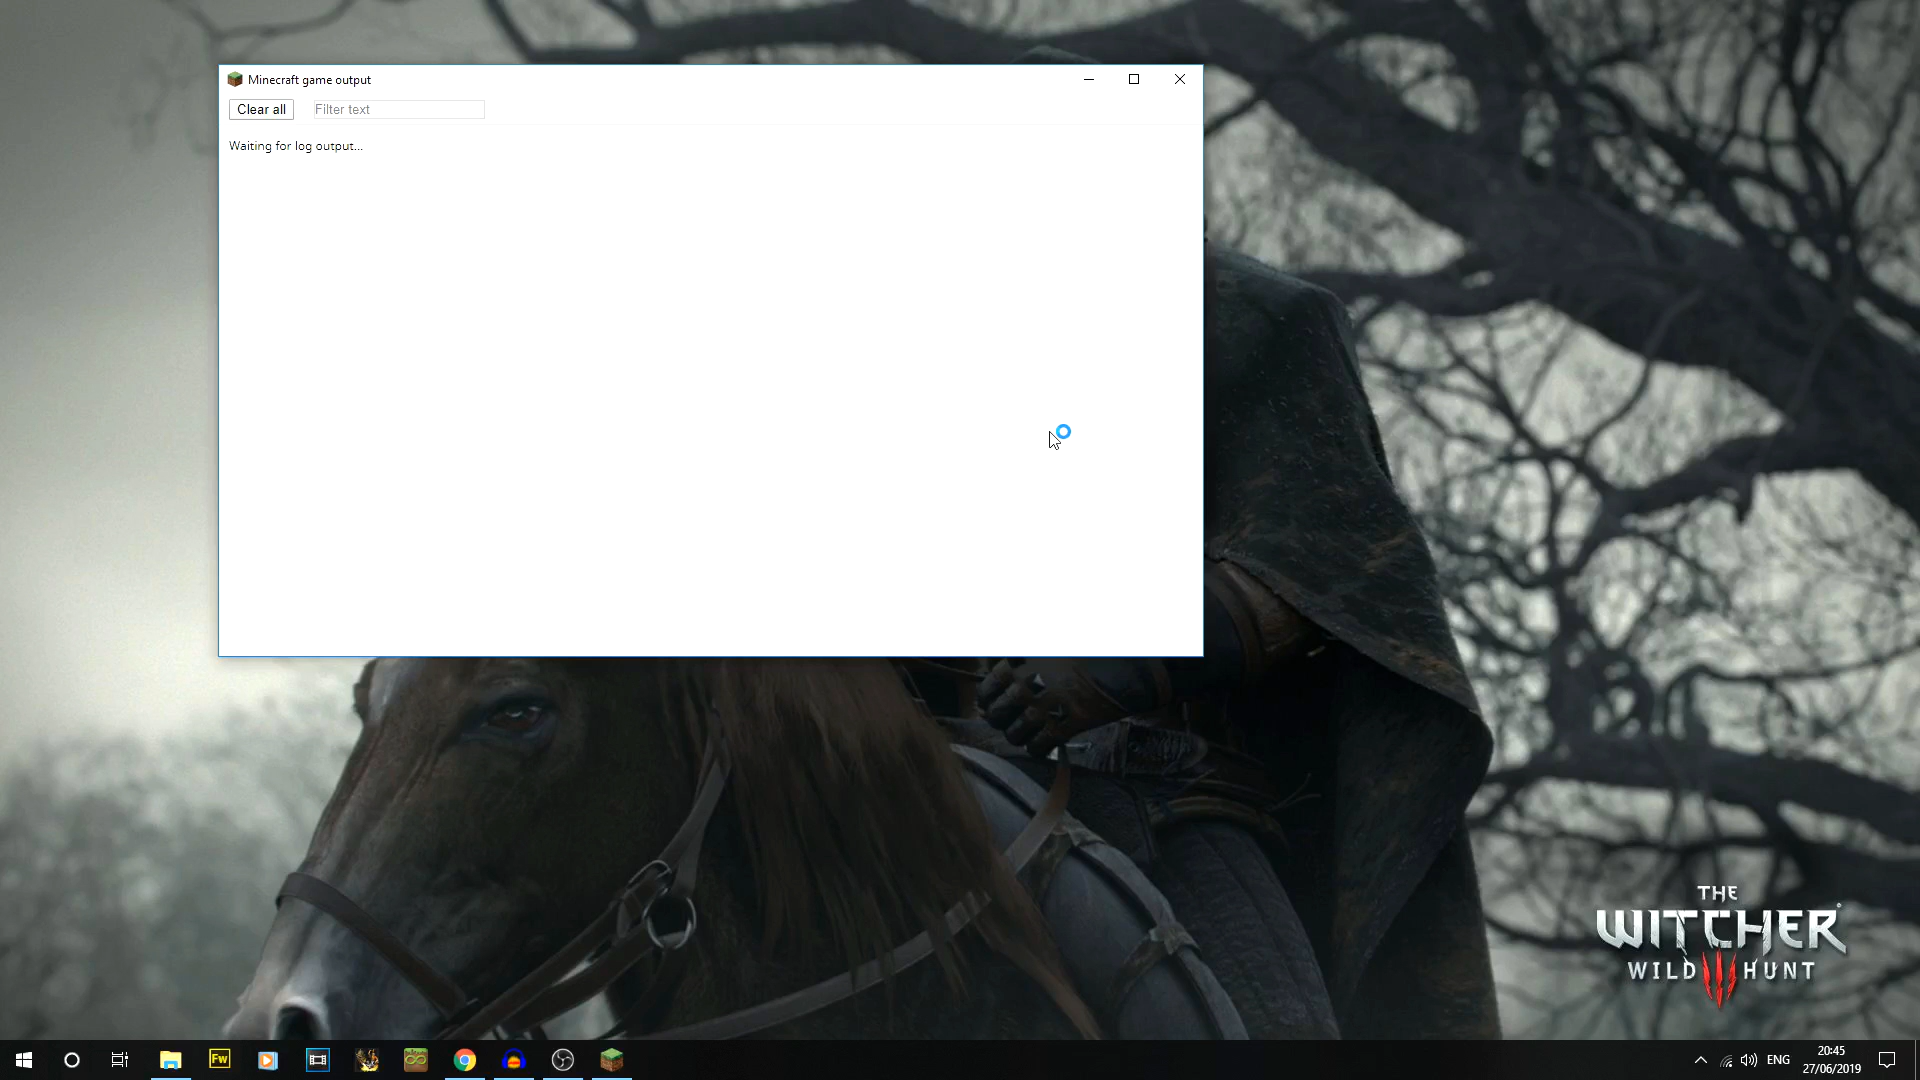 Minecraft game output
Clear all
Filter text
Waiting for log output...
THE
WITCHER
WILD HUNT
Fw
ENG
20:45
27/06/2019